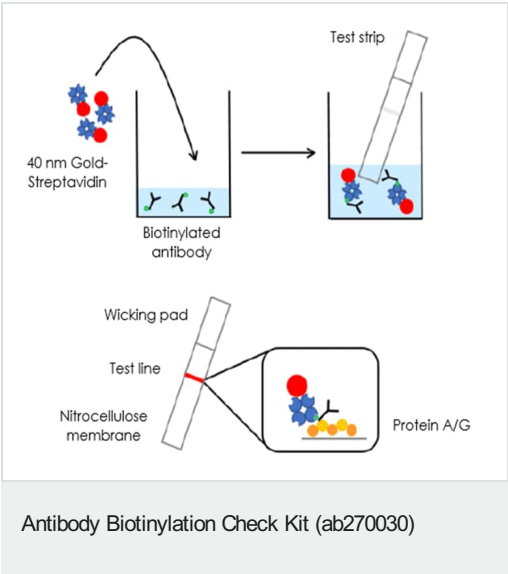 Test strip
40 nm Gold-
Streptavidin
Biotinylated
antibody
Wicking pad
Test line
Nitrocellulose
membrane
Protein A/G
Antibody Biotinylation Check Kit (ab270030)